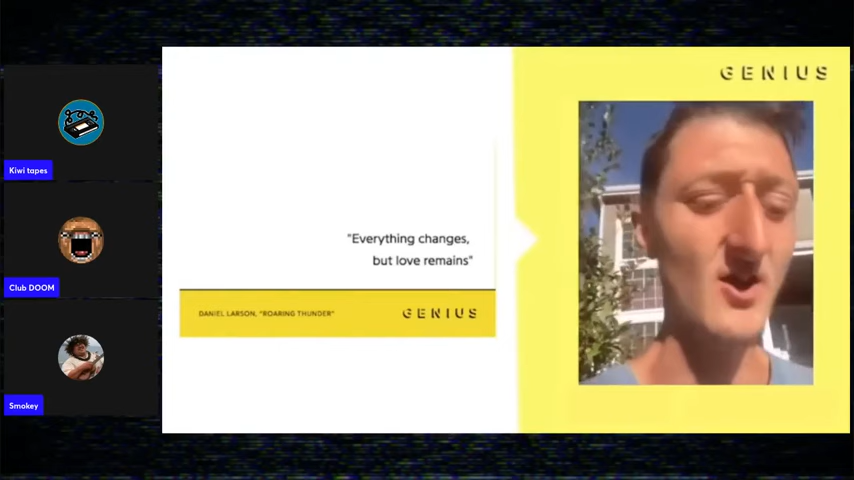 Kiwi tapes
Club DOOM
Smokey
"Everything changes,
but love remains"
DANIEL LARSON, "ROARING THUNDER"
GENIUS
GENIUS